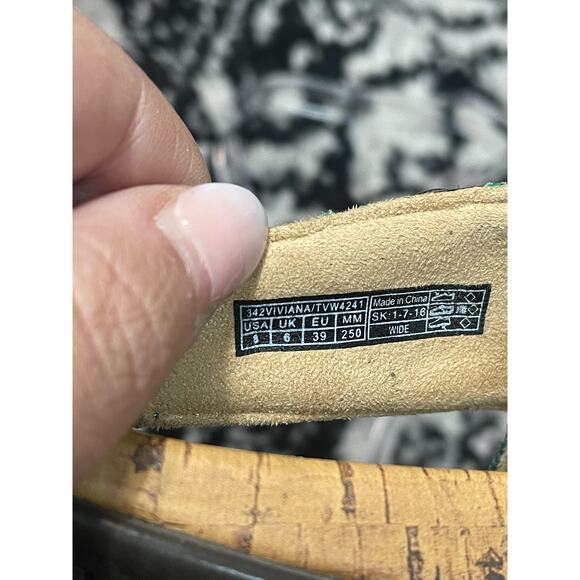 342ViVIANA/TVW4241
USA UK EU MM
8 6 39 250
Made in China
SK:1-7-16
WIDE